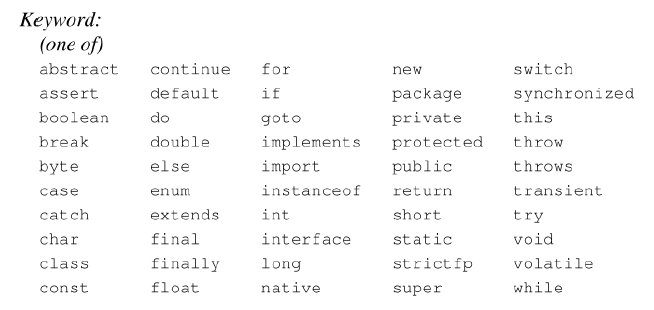 Keyword:
(one of)
abstract continue for new switch
assert default if package synchronized
boolean do goto private this
break double implements protected throw
byte else import public throws
case enum instanceof return transient
catch extends int short try
char final interface static void
class finally long strictfp volatile
const float native super while